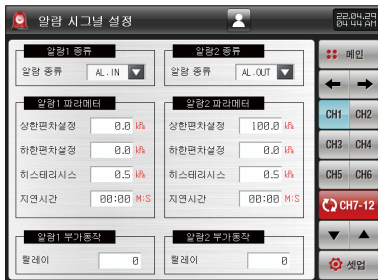 알람 시그널 설정
22.04.29
04:44 AM
알람1 종류
알람 종류 AL.IN
알람2 종류
알람 종류 AL.OUT
알람1 파라메터
상한편차설정 0.0 kPa
하한편차설정 0.0 kPa
히스테리시스 0.5 kPa
지연시간 00:00 M:S
알람2 파라메터
상한편차설정 100.0 kPa
하한편차설정 0.0 kPa
히스테리시스 0.5 kPa
지연시간 00:00 M:S
알람1 부가동작
릴레이 0
알람2 부가동작
릴레이 0
메인
CH1 CH2
CH3 CH4
CH5 CH6
CH7-12
셋업